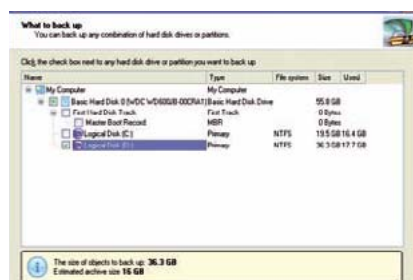 What to back up
You can back up any combination of hard disk drives or partitions.
Click the check box next to any hard disk drive or partition you want to back up
Name Type File system Size Used
My Computer My Computer
Basic Hard Disk 0 (WDC Basic Hard Disk Drive 55.8 GB
First Hard Disk Track First Track 0 Bytes
Master Boot Record MBR 0 Bytes
Logical Disk (C:) Primary NTFS 19.5 GB 16.4 GB
Logical Disk Primary NTFS 36.3 GB 17.7 GB
The size of objects to back up: 36.3 GB
Estimated archive size 16 GB